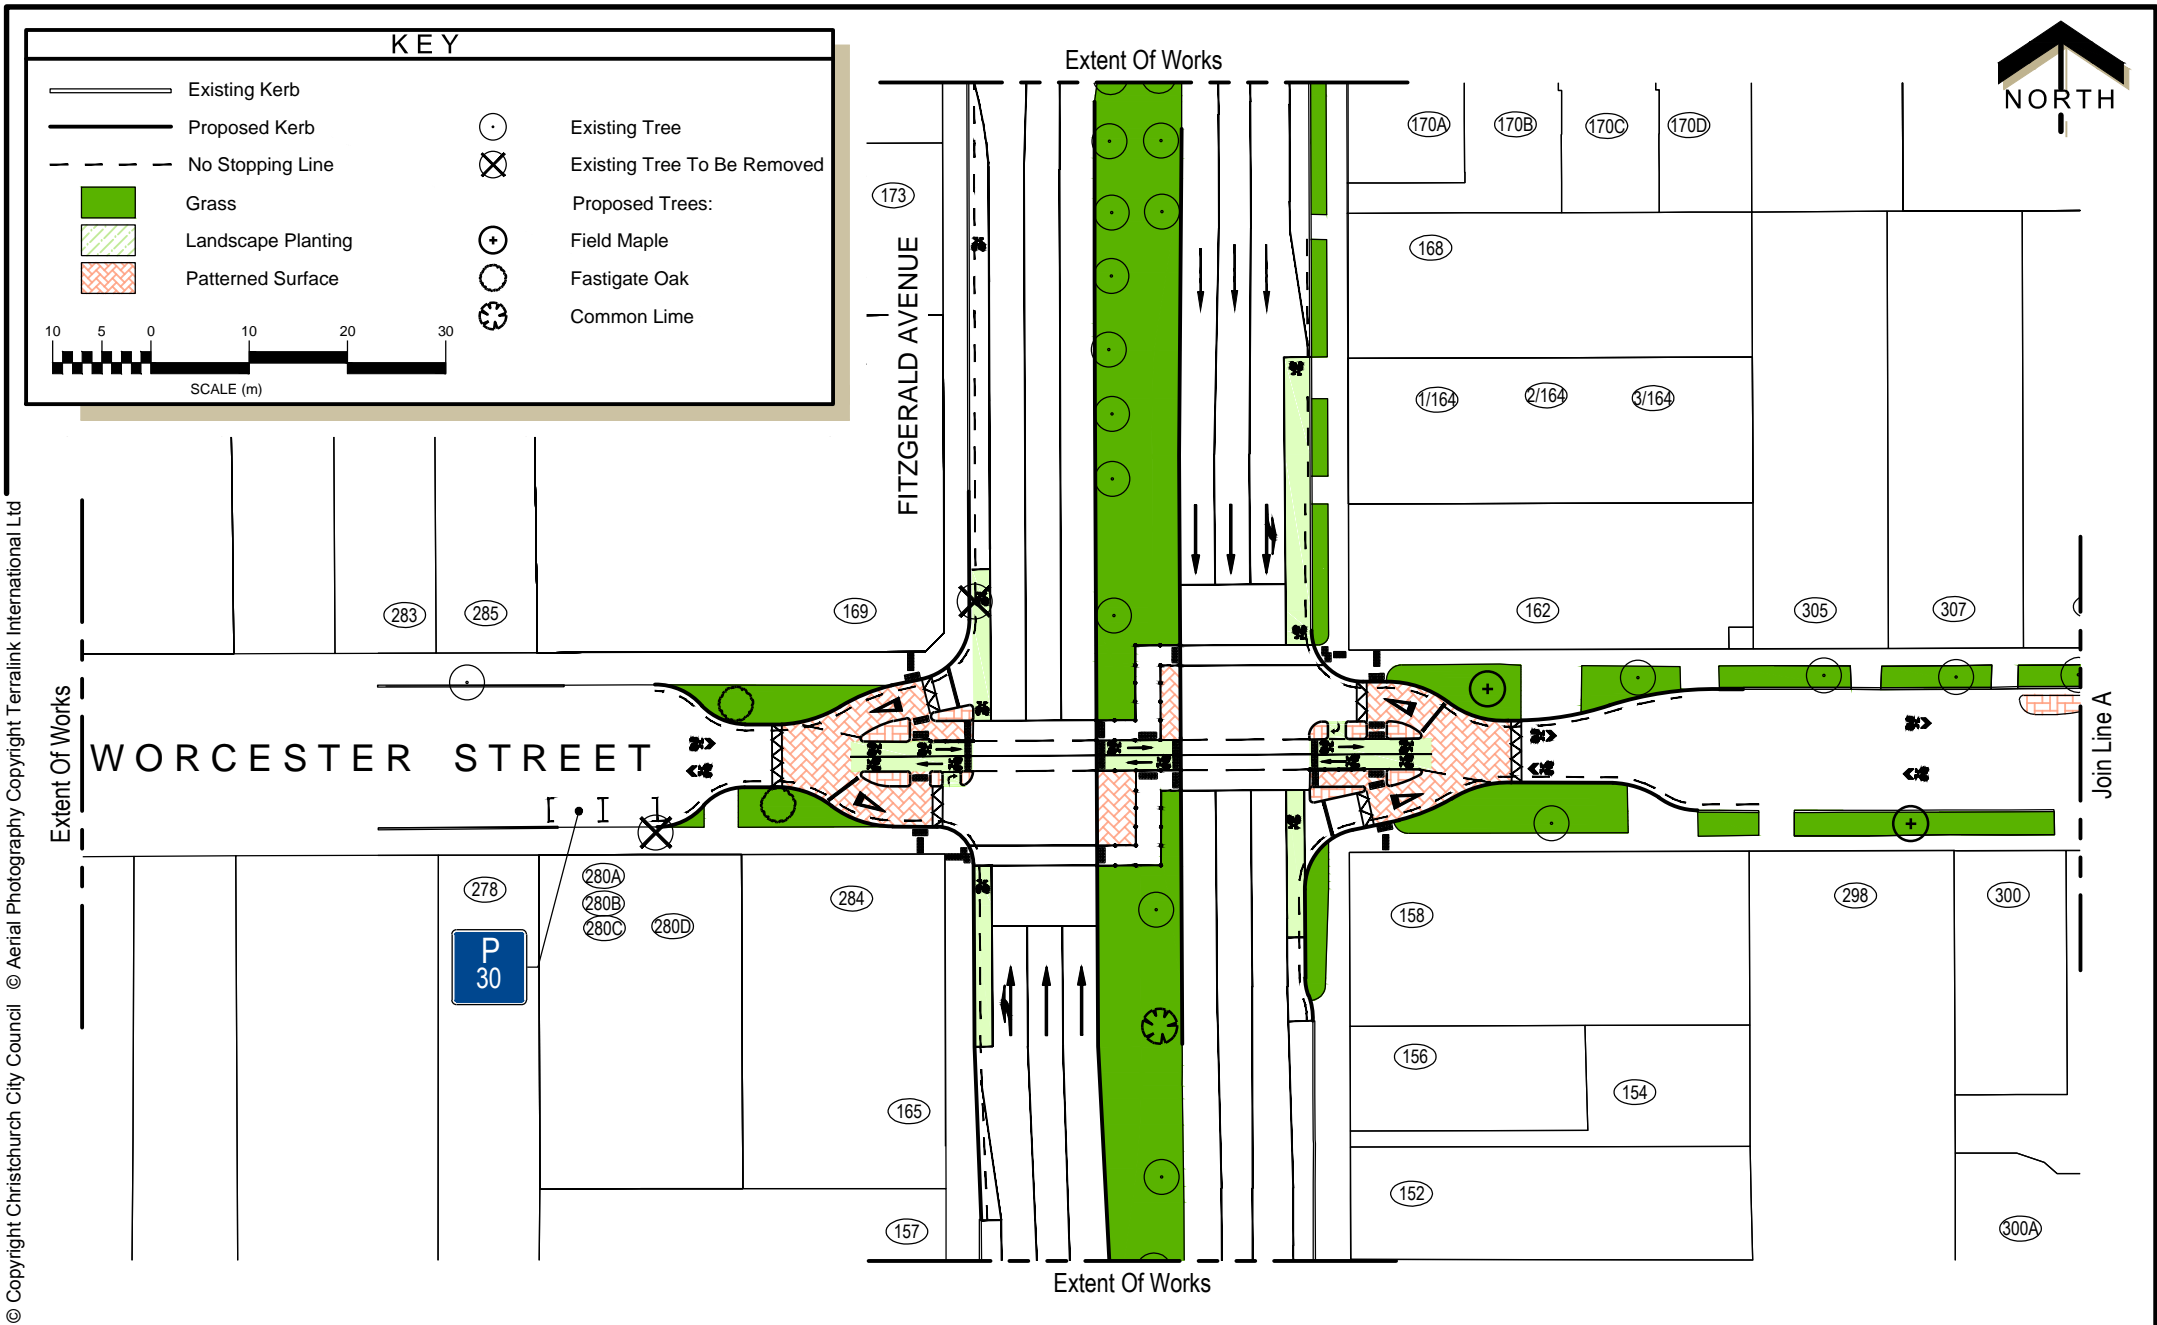 KEY
Existing Kerb
Proposed Kerb
No Stopping Line
Grass
Landscape Planting
Patterned Surface
Existing Tree
Existing Tree To Be Removed
Proposed Trees:
Field Maple
Fastigate Oak
Common Lime
10 5 0 10 20 30
SCALE (m)
Extent Of Works
NORTH
173
170A 170B 170C 170D
168
FITZGERALD AVENUE
1/164 2/164 3/164
283 285 169 162 305 307
Extent Of Works
WORCESTER STREET
Join Line A
278
280A
280B
280C 280D
284
158
298 300
P
30
156
154
165
152
157
300A
Extent Of Works
© Copyright Christchurch City Council © Aerial Photography Copyright Terralink International Ltd